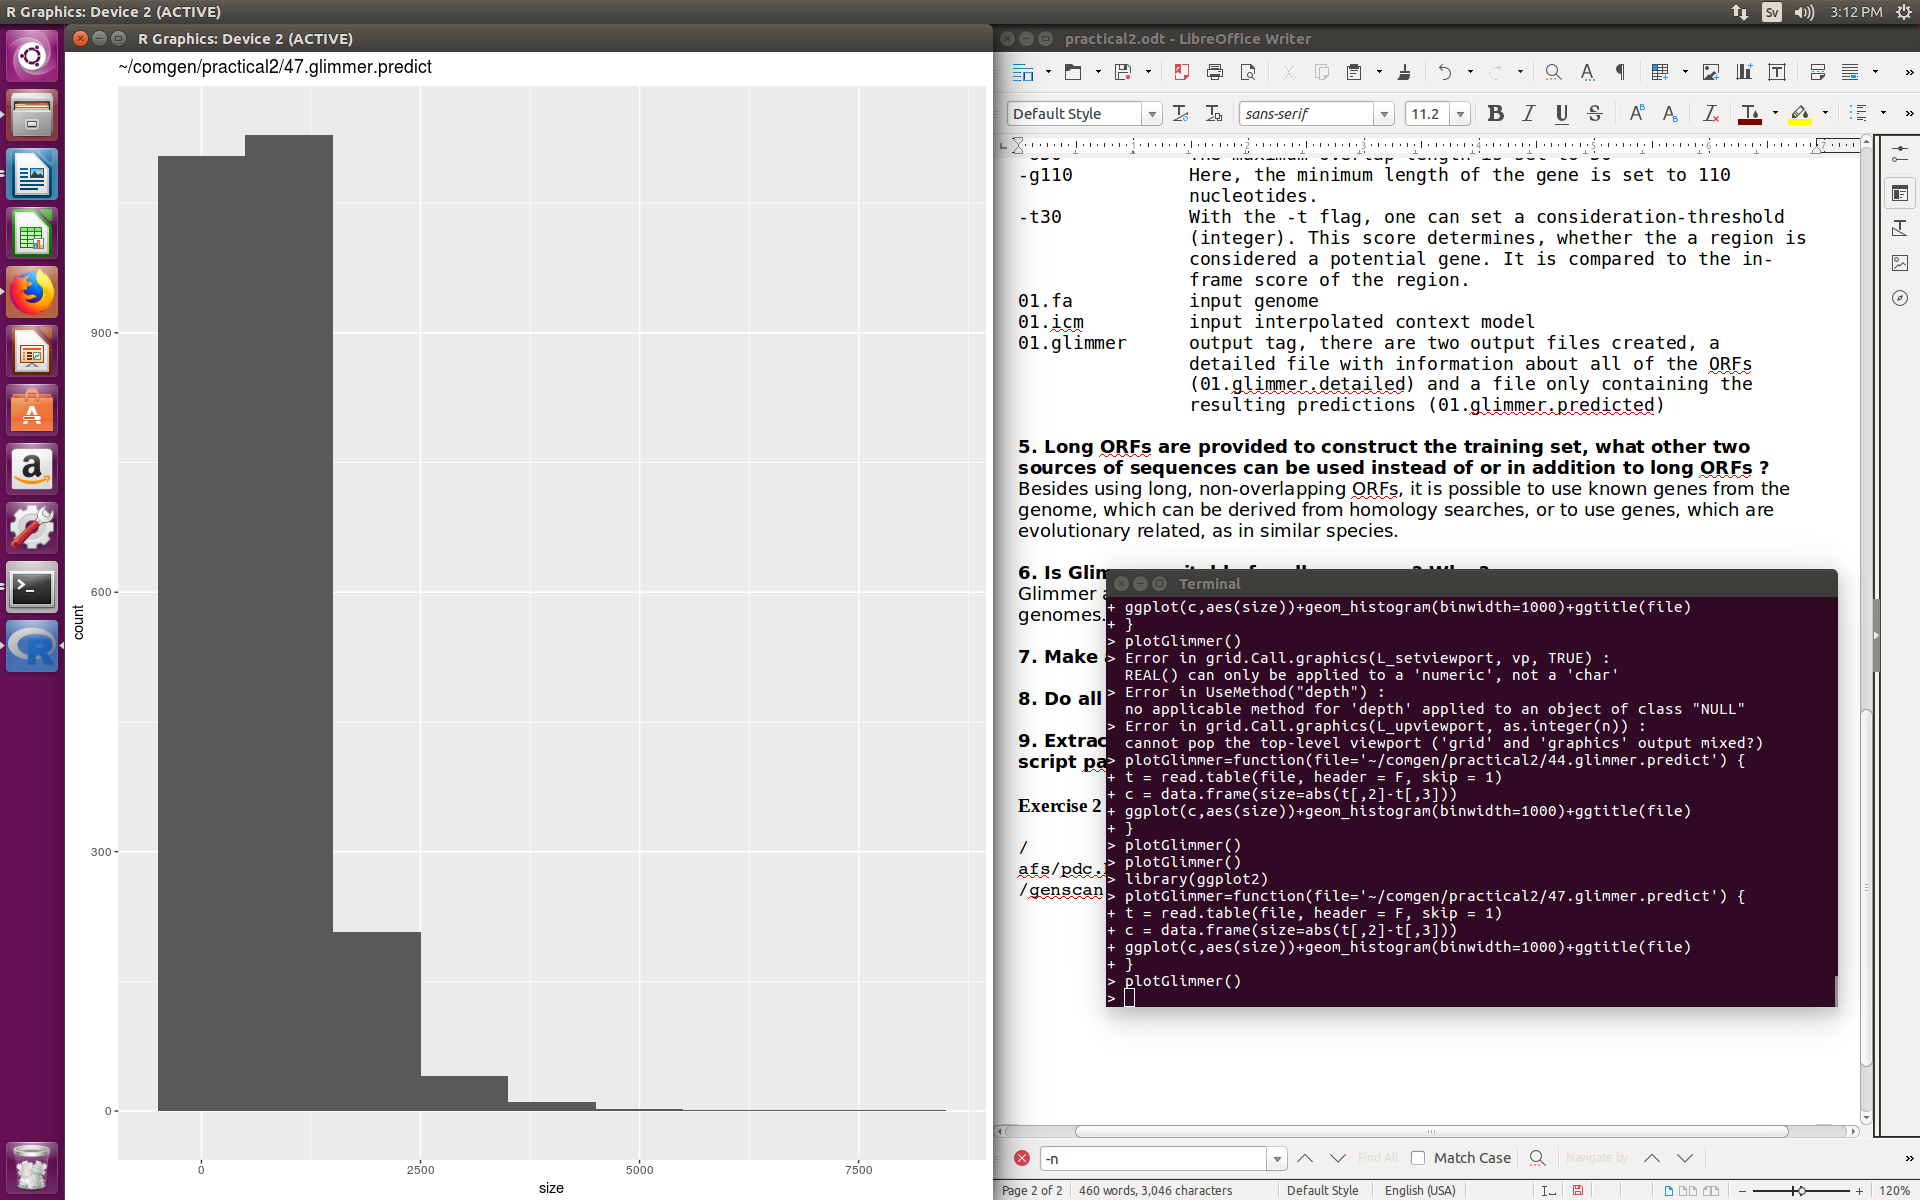 R Graphics: Device 2 (ACTIVE)
Sv
3:12 PM
R Graphics: Device 2 (ACTIVE)
~/comgen/practical2/47.glimmer.predict
900
600
300
0
count
0
2500
5000
7500
size
practical2.odt - LibreOffice Writer
Default Style
sans-serif
11.2
1
2
3
4
5
6
7
-g110 Here, the minimum length of the gene is set to 110
nucleotides.
-t30 With the -t flag, one can set a consideration-threshold
(integer). This score determines, whether the a region is
considered a potential gene. It is compared to the in-
frame score of the region.
01.fa input genome
01.icm input interpolated context model
01.glimmer output tag, there are two output files created, a
detailed file with information about all of the ORFs
(01.glimmer.detailed) and a file only containing the
resulting predictions (01.glimmer.predicted)
5. Long ORFs are provided to construct the training set, what other two
sources of sequences can be used instead of or in addition to long ORFs ?
Besides using long, non-overlapping ORFs, it is possible to use known genes from the
genome, which can be derived from homology searches, or to use genes, which are
evolutionary related, as in similar species.
6. Is Glim
Glimmer a
genomes.
7. Make
8. Do all
9. Extrac
script pa
Exercise 2
/
afs/pdc.
/genscan
Terminal
+ ggplot(c,aes(size))+geom_histogram(binwidth=1000)+ggtitle(file)
+ }
> plotGlimmer()
> Error in grid.Call.graphics(L_setviewport, vp, TRUE) :
REAL() can only be applied to a 'numeric', not a 'char'
> Error in UseMethod("depth") :
no applicable method for 'depth' applied to an object of class "NULL"
> Error in grid.Call.graphics(L_upviewport, as.integer(n)) :
cannot pop the top-level viewport ('grid' and 'graphics' output mixed?)
> plotGlimmer=function(file='~/comgen/practical2/44.glimmer.predict') {
+ t = read.table(file, header = F, skip = 1)
+ c = data.frame(size=abs(t[,2]-t[,3]))
+ ggplot(c,aes(size))+geom_histogram(binwidth=1000)+ggtitle(file)
+ }
> plotGlimmer()
> plotGlimmer()
> library(ggplot2)
> plotGlimmer=function(file='~/comgen/practical2/47.glimmer.predict') {
+ t = read.table(file, header = F, skip = 1)
+ c = data.frame(size=abs(t[,2]-t[,3]))
+ ggplot(c,aes(size))+geom_histogram(binwidth=1000)+ggtitle(file)
+ }
> plotGlimmer()
>
-n
Find All
Match Case
Navigate by
Page 2 of 2
460 words, 3,046 characters
Default Style
English (USA)
120%